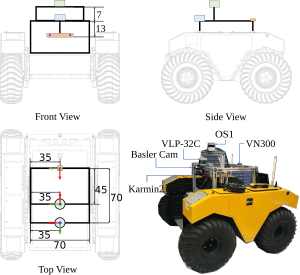 7
13
Front View
Side View
OS1
VLP-32C
VN300
Basler Cam
Karmin2
35
35
45
70
35
70
Top View